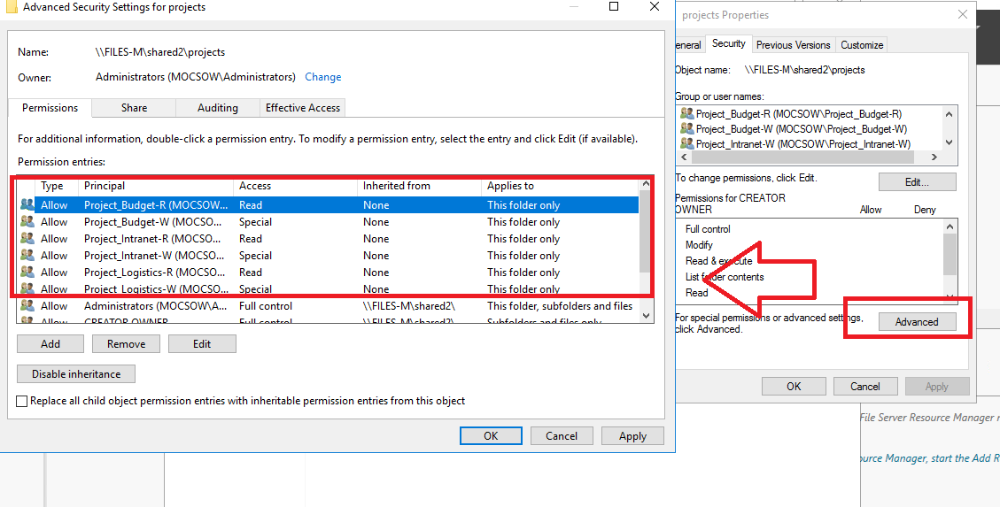 Advanced Security Settings for projects
Name: \\FILES-M\shared2\projects
Owner: Administrators (MOCSOW\Administrators) Change
Permissions Share Auditing Effective Access
For additional information, double-click a permission entry. To modify a permission entry, select the entry and click Edit (if available).
Permission entries:
Type Principal Access Inherited from Applies to
Allow Project_Budget-R (MOCSOW... Read None This folder only
Allow Project_Budget-W (MOCSO... Special None This folder only
Allow Project_Intranet-R (MOCSO... Read None This folder only
Allow Project_Intranet-W (MOCSO... Special None This folder only
Allow Project_Logistics-R (MOCSO... Read None This folder only
Allow Project_Logistics-W (MOCSO... Special None This folder only
Allow Administrators (MOCSOW\A... Full control \\FILES-M\shared2\ This folder, subfolders and files
Allow CREATOR OWNER Full control \\FILES-M\shared2\ Subfolders and files only
Add Remove Edit
Disable inheritance
Replace all child object permission entries with inheritable permission entries from this object
OK Cancel Apply
projects Properties
eneral Security Previous Versions Customize
Object name: \\FILES-M\shared2\projects
Group or user names:
Project_Budget-R (MOCSOW\Project_Budget-R)
Project_Budget-W (MOCSOW\Project_Budget-W)
Project_Intranet-W (MOCSOW\Project_Intranet-W)
To change permissions, click Edit. Edit...
Permissions for CREATOR
OWNER Allow Deny
Full control
Modify
Read & execute
List folder contents
Read
For special permissions or advanced settings,
click Advanced. Advanced
OK Cancel Apply
File Server Resource Manager
ource Manager, start the Add R